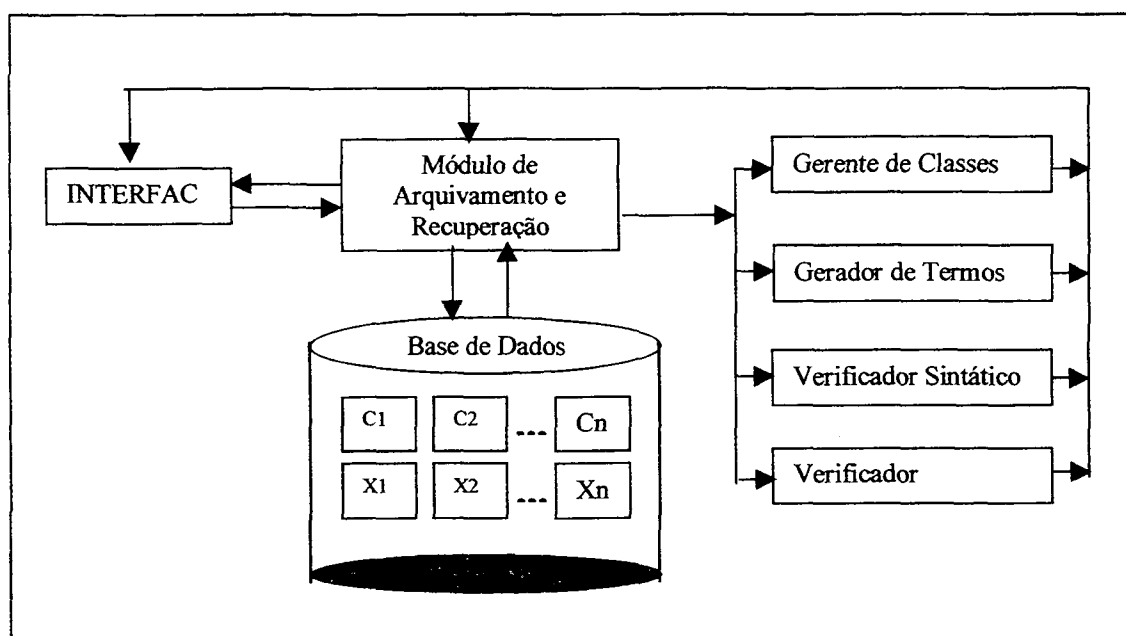 INTERFAC
Módulo de
Arquivamento e
Recuperação
Gerente de Classes
Gerador de Termos
Verificador Sintático
Verificador
Base de Dados
C1 C2 ... Cn
X1 X2 ... Xn